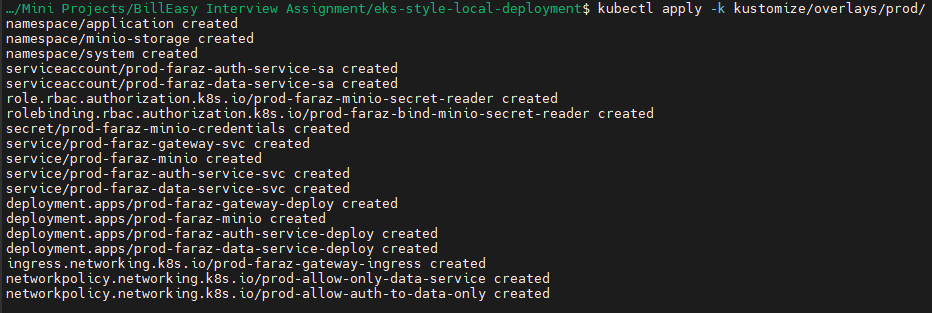 …/Mini Projects/BillEasy Interview Assignment/eks-style-local-deployment$ kubectl apply -k kustomize/overlays/prod/
namespace/application created
namespace/minio-storage created
namespace/system created
serviceaccount/prod-faraz-auth-service-sa created
serviceaccount/prod-faraz-data-service-sa created
role.rbac.authorization.k8s.io/prod-faraz-minio-secret-reader created
rolebinding.rbac.authorization.k8s.io/prod-faraz-bind-minio-secret-reader created
secret/prod-faraz-minio-credentials created
service/prod-faraz-gateway-svc created
service/prod-faraz-minio created
service/prod-faraz-auth-service-svc created
service/prod-faraz-data-service-svc created
deployment.apps/prod-faraz-gateway-deploy created
deployment.apps/prod-faraz-minio created
deployment.apps/prod-faraz-auth-service-deploy created
deployment.apps/prod-faraz-data-service-deploy created
ingress.networking.k8s.io/prod-faraz-gateway-ingress created
networkpolicy.networking.k8s.io/prod-allow-only-data-service created
networkpolicy.networking.k8s.io/prod-allow-auth-to-data-only created